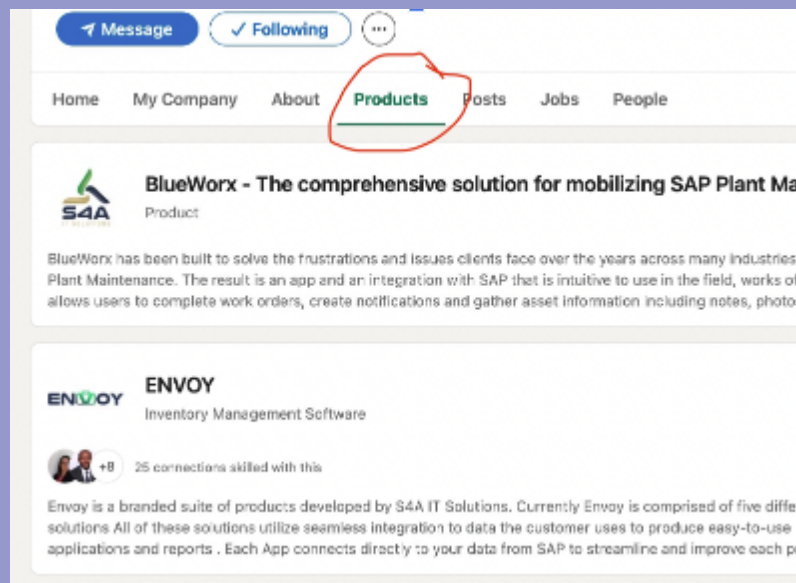 Message
Following
Home My Company About Products Posts Jobs People
S4A
BlueWorx - The comprehensive solution for mobilizing SAP Plant Ma
Product
BlueWorx has been built to solve the frustrations and issues clients face over the years across many industries
Plant Maintenance. The result is an app and an integration with SAP that is intuitive to use in the field, works of
allows users to complete work orders, create notifications and gather asset information including notes, photo
ENVOY
ENVOY
Inventory Management Software
+8 25 connections skilled with this
Envoy is a branded suite of products developed by S4A IT Solutions. Currently Envoy is comprised of five diffe
solutions All of these solutions utilize seamless integration to data the customer uses to produce easy-to-use
applications and reports . Each App connects directly to your data from SAP to streamline and improve each p